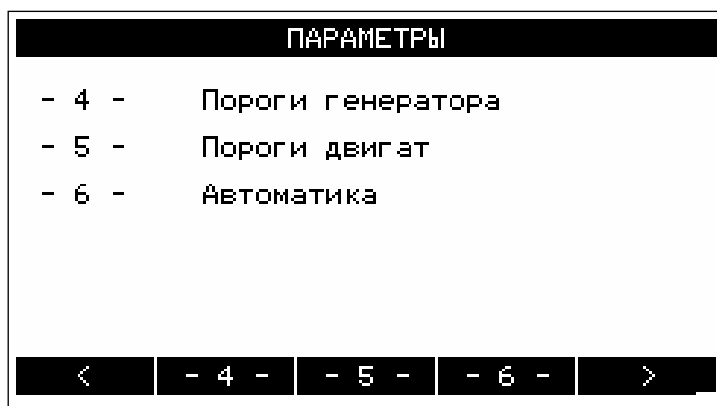 ПАРАМЕТРЫ
- 4 - Пороги генератора
- 5 - Пороги двигат
- 6 - Автоматика
< - 4 - - 5 - - 6 - >